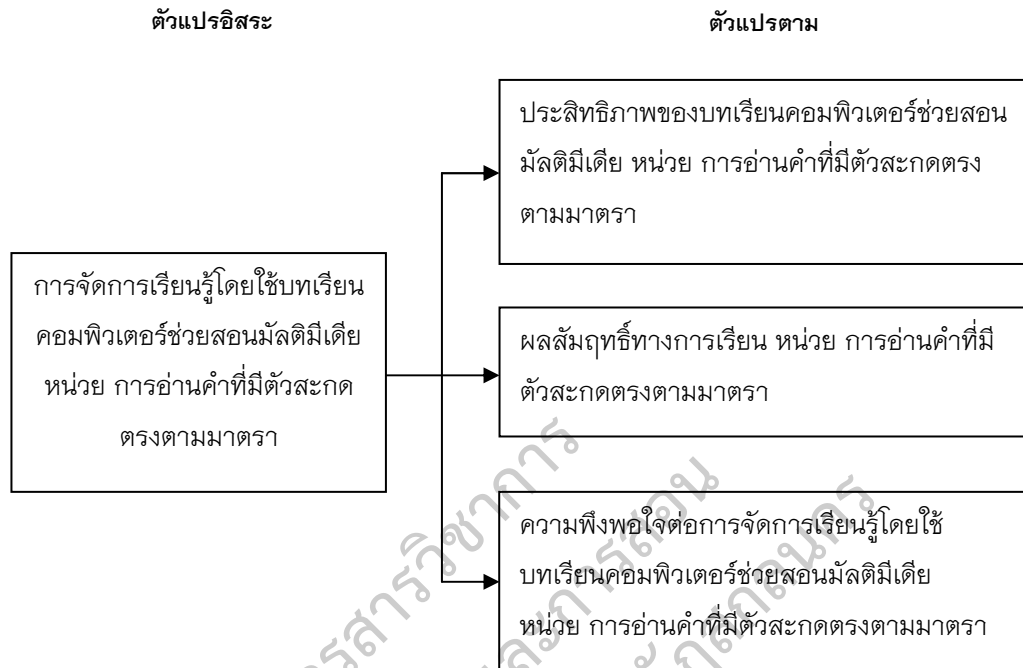 ตัวแปรอิสระ
ตัวแปรตาม
ประสิทธิภาพของบทเรียนคอมพิวเตอร์ช่วยสอน
มัลติมีเดีย หน่วย การอ่านคำที่มีตัวสะกดตรง
ตามมาตรา
การจัดการเรียนรู้โดยใช้บทเรียน
คอมพิวเตอร์ช่วยสอนมัลติมีเดีย
หน่วย การอ่านคำที่มีตัวสะกด
ตรงตามมาตรา
ผลสัมฤทธิ์ทางการเรียน หน่วย การอ่านคำที่มี
ตัวสะกดตรงตามมาตรา
ความพึงพอใจต่อการจัดการเรียนรู้โดยใช้
บทเรียนคอมพิวเตอร์ช่วยสอนมัลติมีเดีย
หน่วย การอ่านคำที่มีตัวสะกดตรงตามมาตรา